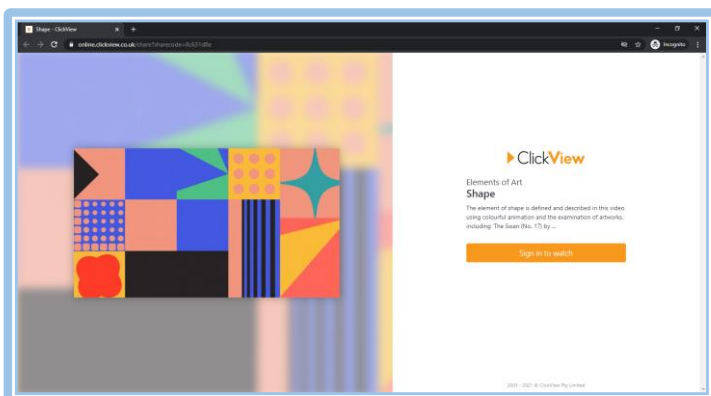 Shape - ClickView
online.clickview.co.uk/share?sharecode=
Incognito
ClickView
Elements of Art
Shape
The element of shape is defined and described in this video
using colourful animation and the examination of artworks,
including 'The Swan (No. 17) by ...
Sign in to watch
2003 - 2021 © ClickView Pty Limited